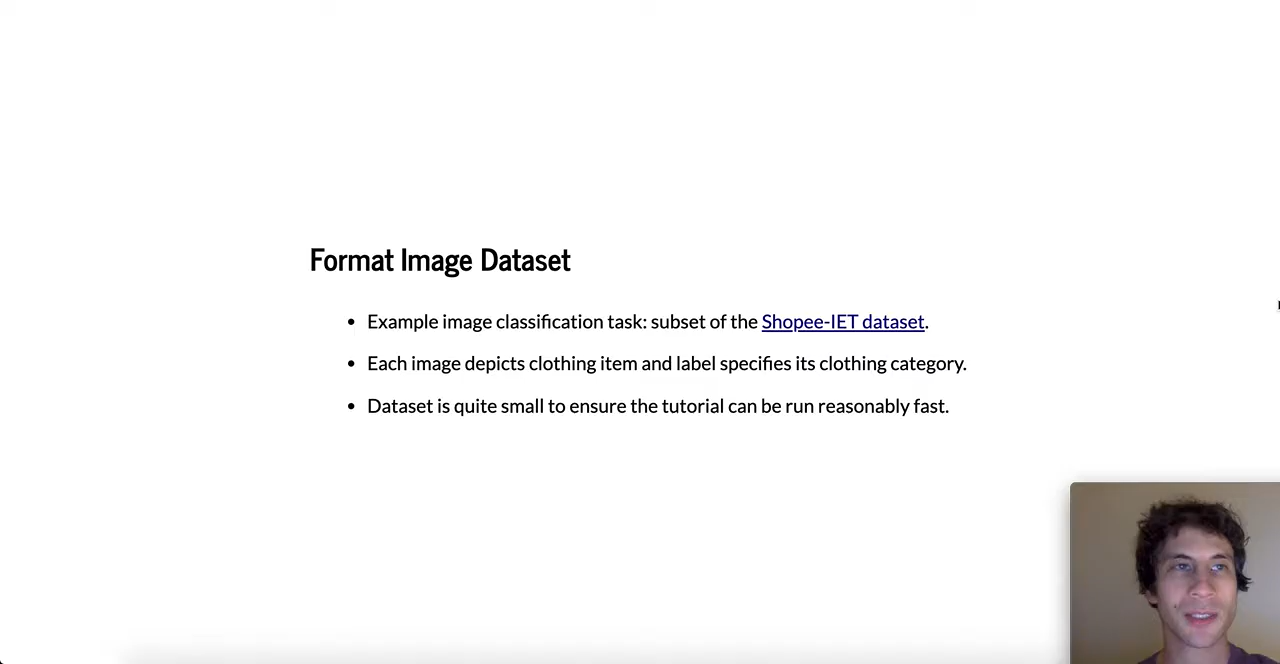 Format Image Dataset
• Example image classification task: subset of the Shopee-IET dataset.
• Each image depicts clothing item and label specifies its clothing category.
• Dataset is quite small to ensure the tutorial can be run reasonably fast.